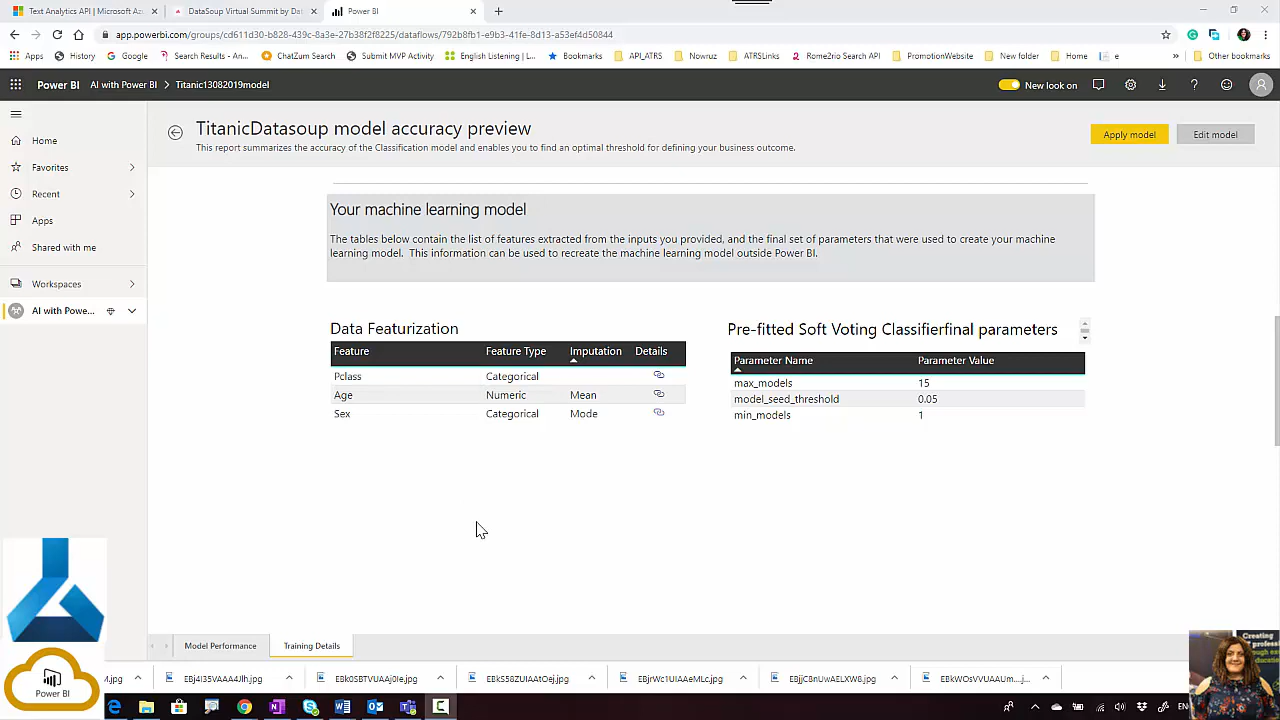 Text Analytics API | Microsoft Az
DataSoup Virtual Summit by Dat
Power BI
app.powerbi.com/groups/cd611d30-b828-439c-8a3e-27b38f2f8225/dataflows/792b8fb1-e9b3-41fe-8d13-a53ef4d50844
Apps
History
Google
Search Results - An...
ChatZum Search
Submit MVP Activity
English Listening |...
Bookmarks
API_ATRS
Nowruz
ATRSLinks
Rome2rio Search API
PromotionWebsite
New folder
Home
e
»
Other bookmarks
Power BI
AI with Power BI > Titanic13082019model
New look on
TitanicDatasoup model accuracy preview
This report summarizes the accuracy of the Classification model and enables you to find an optimal threshold for defining your business outcome.
Apply model
Edit model
Home
Favorites
Recent
Apps
Shared with me
Workspaces
AI with Powe...
Your machine learning model
The tables below contain the list of features extracted from the inputs you provided, and the final set of parameters that were used to create your machine
learning model. This information can be used to recreate the machine learning model outside Power BI.
Data Featurization
Feature Feature Type Imputation Details
Pclass Categorical
Age Numeric Mean
Sex Categorical Mode
Pre-fitted Soft Voting Classifierfinal parameters
Parameter Name Parameter Value
max_models 15
model_seed_threshold 0.05
min_models 1
Model Performance
Training Details
M.jpg
EBj4I35VAAA4Jlh.jpg
EBk0SBTVUAAj0Ie.jpg
EBks58ZUIAAtOej.jpg
EBjrWc1UIAAeMLc.jpg
EBjjC8nUwAELXW8.jpg
EBkWOsVVUAAUm...j..
Power BI
Creating
ENG